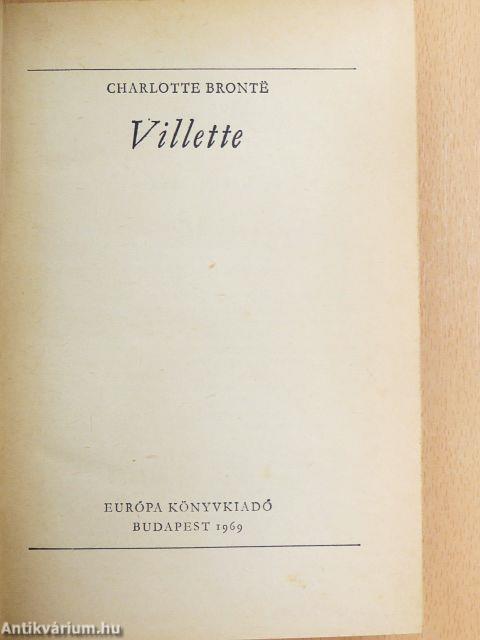 CHARLOTTE BRONTË
Villette
EURÓPA KÖNYVKIADÓ
BUDAPEST 1969
Antikvárium.hu